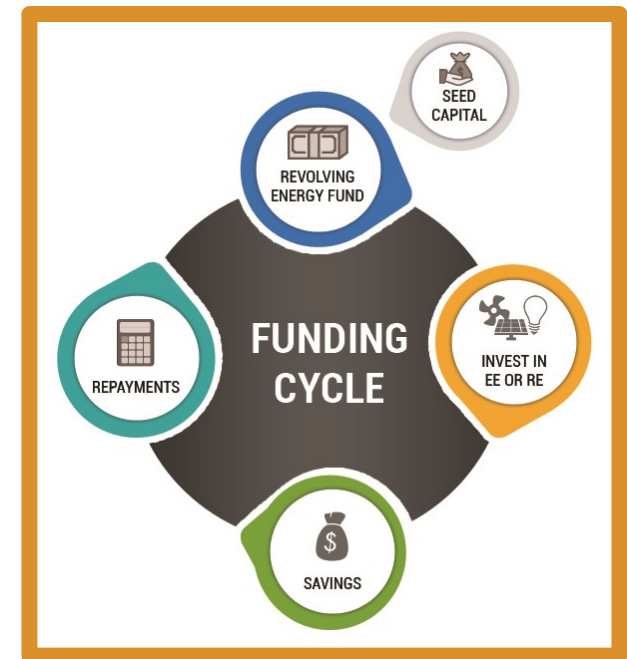 SEED
CAPITAL
REVOLVING
ENERGY FUND
FUNDING
CYCLE
INVEST IN
EE OR RE
REPAYMENTS
$
SAVINGS